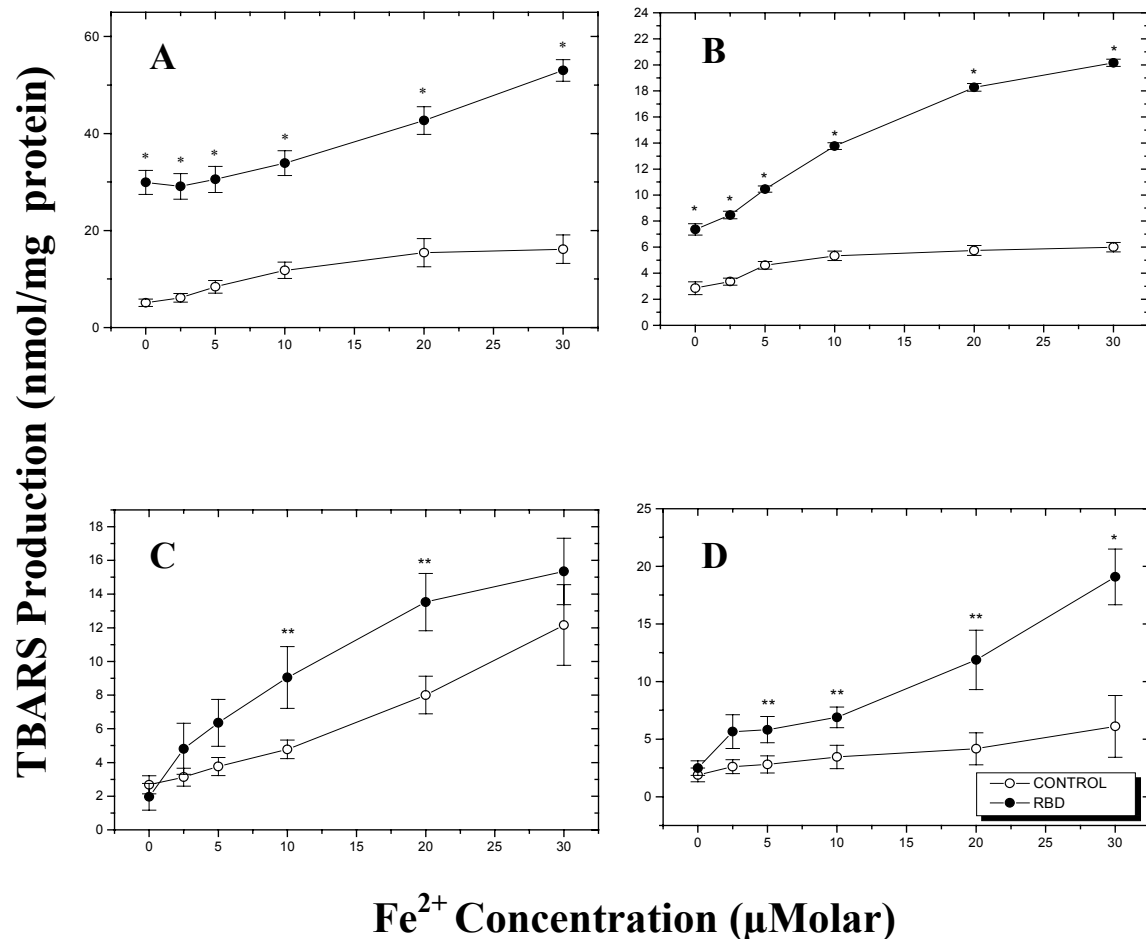 TBARS Production (nmol/mg protein)
A
60
40
20
0
* * * * * *
0 5 10 15 20 25 30
B
24
22
20
18
16
14
12
10
8
6
4
2
0
* * * * * *
0 5 10 15 20 25 30
C
18
16
14
12
10
8
6
4
2
0
** **
0 5 10 15 20 25 30
D
25
20
15
10
5
0
** ** ** *
0 5 10 15 20 25 30
CONTROL
RBD
Fe²⁺ Concentration (µMolar)